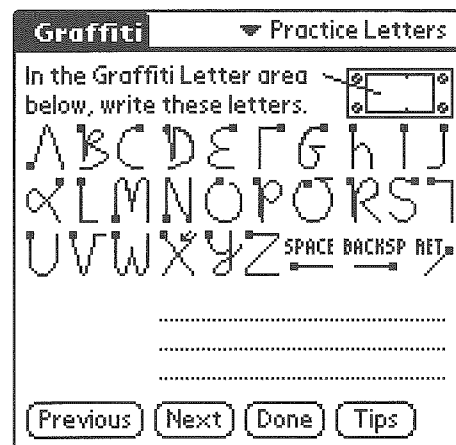 Graffiti Practice Letters
In the Graffiti Letter area
below, write these letters.
A B C D E F G H I J
K L M N O P Q R S T
U V W X Y Z SPACE BACKSP RET
Previous Next Done Tips